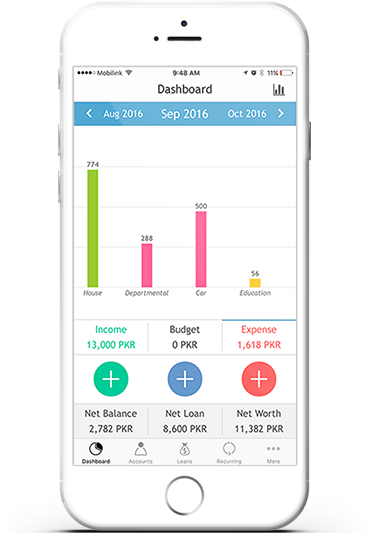 Mobilink 9:48 AM 11%
Dashboard
Aug 2016 Sep 2016 Oct 2016
774
500
288
56
House Departmental Car Education
Income Budget Expense
13,000 PKR 0 PKR 1,618 PKR
Net Balance Net Loan Net Worth
2,782 PKR 8,600 PKR 11,382 PKR
Dashboard Accounts Loans Recurring More